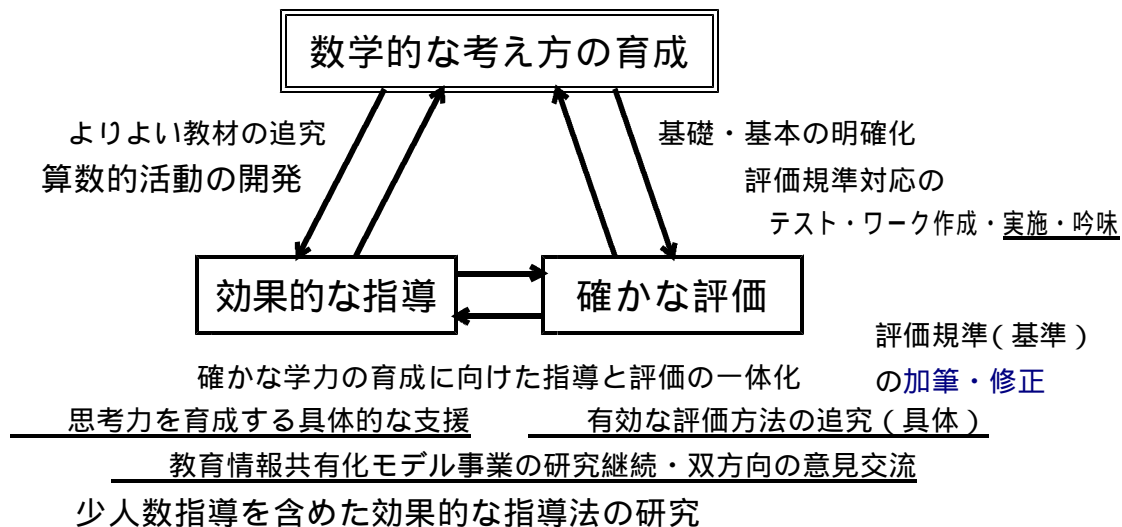 数学的な考え方の育成
よりよい教材の追究
算数的活動の開発
基礎・基本の明確化
評価規準対応の
テスト・ワーク作成・実施・吟味
効果的な指導
確かな評価
評価規準(基準)
の加筆・修正
確かな学力の育成に向けた指導と評価の一体化
思考力を育成する具体的な支援
有効な評価方法の追究(具体)
教育情報共有化モデル事業の研究継続・双方向の意見交流
少人数指導を含めた効果的な指導法の研究